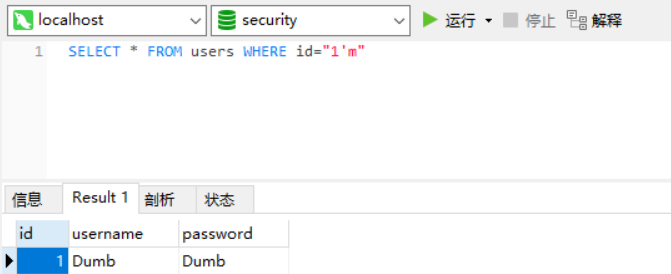 localhost security 运行 停止 解释
1 SELECT * FROM users WHERE id="1'm"
信息 Result 1 剖析 状态
id username password
1 Dumb Dumb